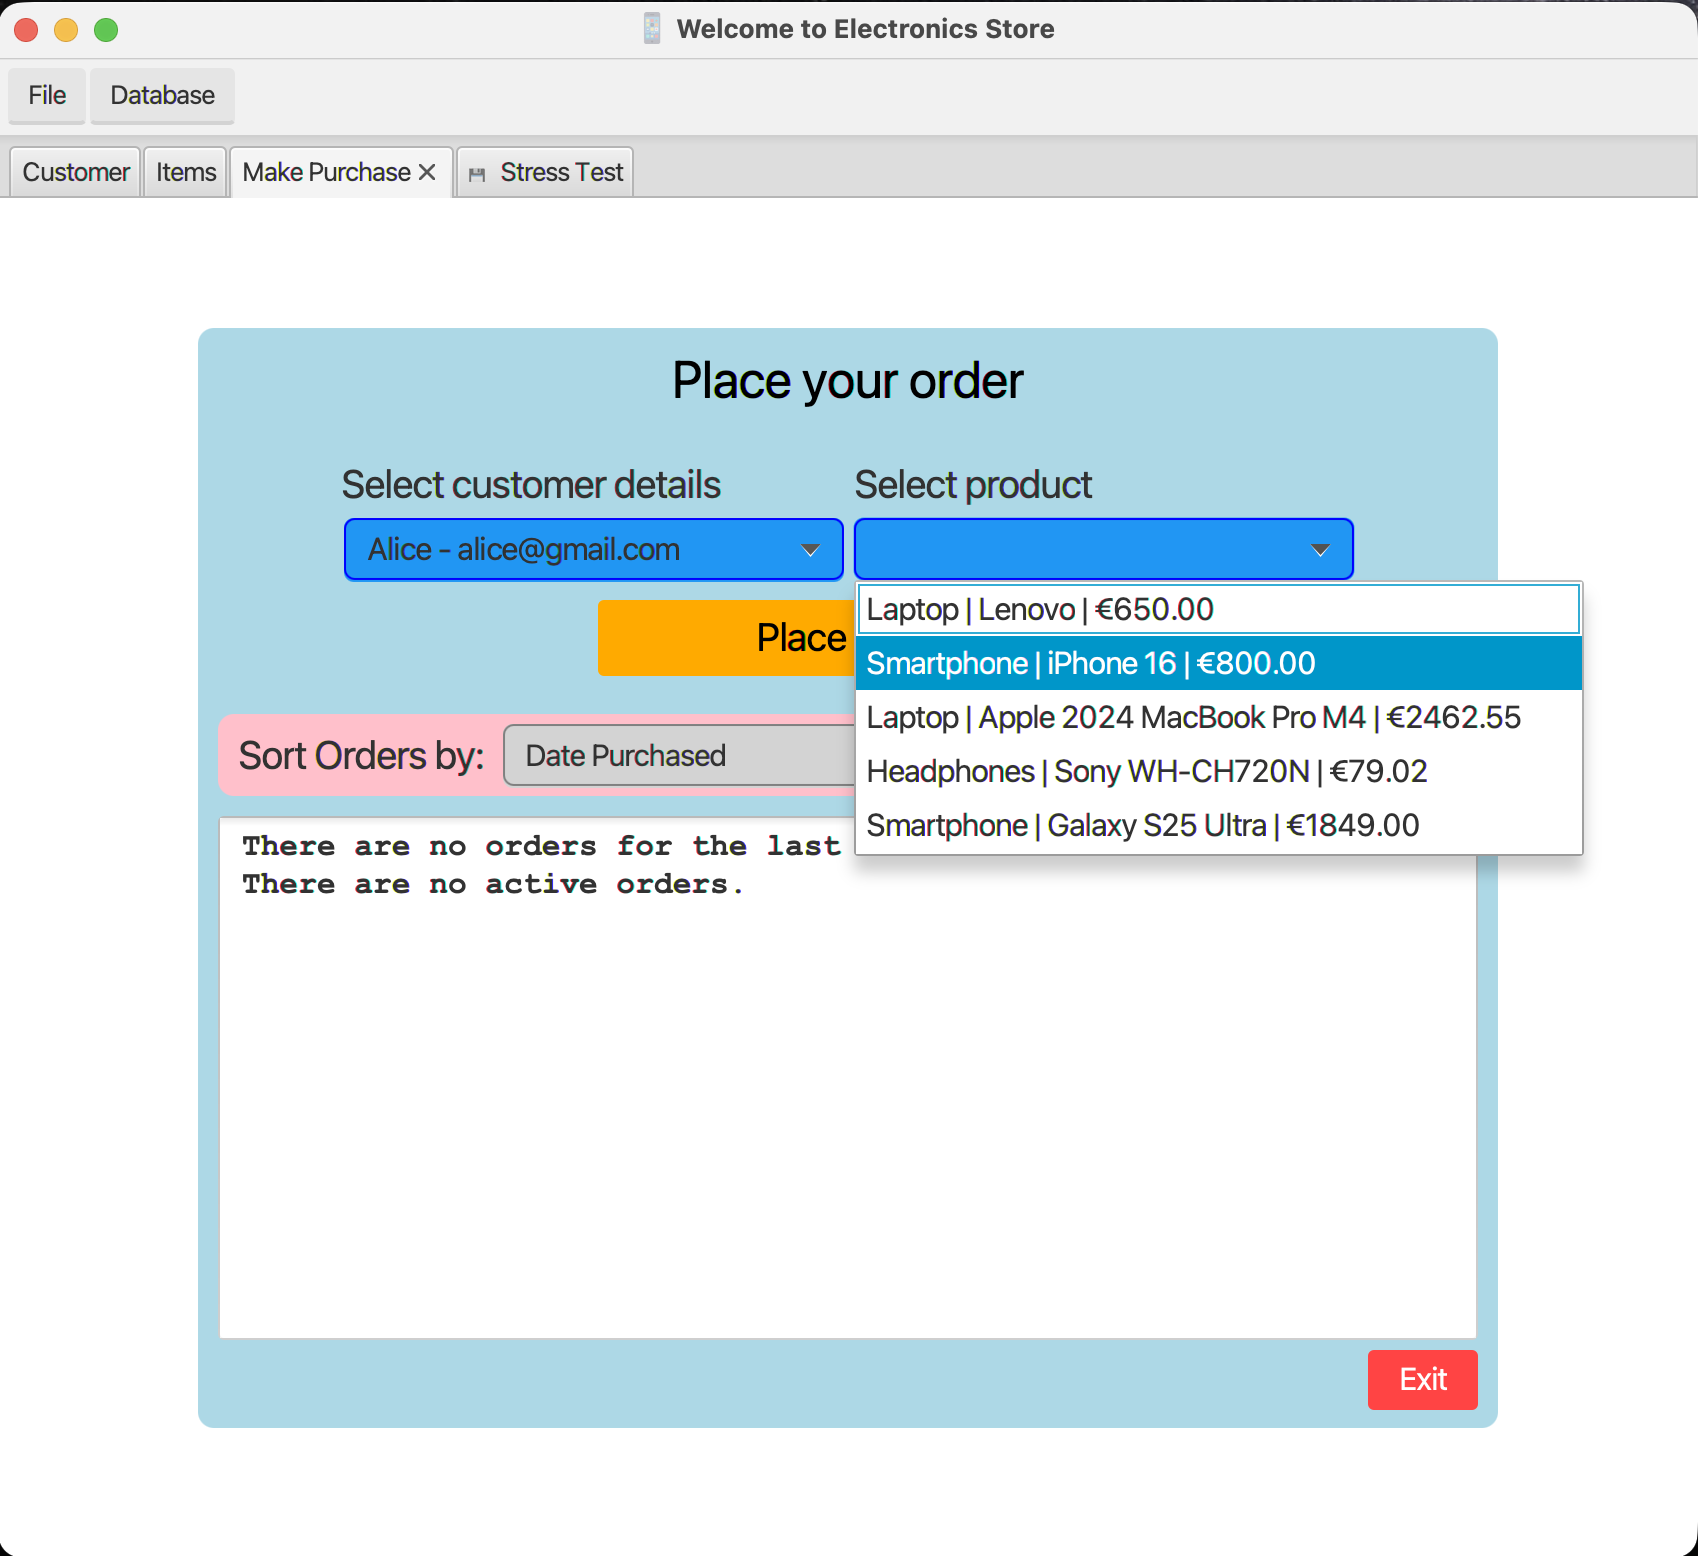 Welcome to Electronics Store
File Database
Customer Items Make Purchase Stress Test
Place your order
Select customer details Select product
Alice - alice@gmail.com
Laptop | Lenovo | €650.00
Place
Smartphone | iPhone 16 | €800.00
Laptop | Apple 2024 MacBook Pro M4 | €2462.55
Sort Orders by: Date Purchased
Headphones | Sony WH-CH720N | €79.02
Smartphone | Galaxy S25 Ultra | €1849.00
There are no orders for the last
There are no active orders.
Exit